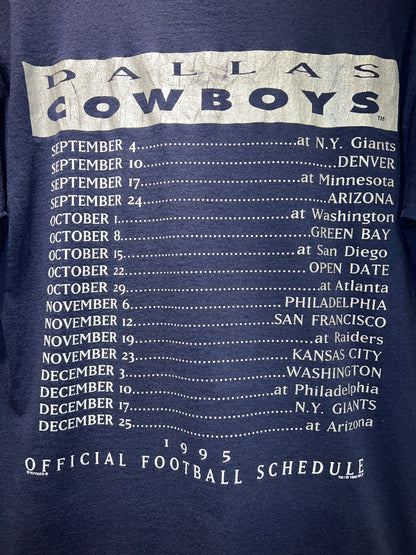 DALLAS
COWBOYS™
SEPTEMBER 4..............................at N.Y. Giants
SEPTEMBER 10.......................................DENVER
SEPTEMBER 17...............................at Minnesota
SEPTEMBER 24.....................................ARIZONA
OCTOBER 1...................................at Washington
OCTOBER 8.......................................GREEN BAY
OCTOBER 15..................................at San Diego
OCTOBER 22......................................OPEN DATE
OCTOBER 29.......................................at Atlanta
NOVEMBER 6............................PHILADELPHIA
NOVEMBER 12.........................SAN FRANCISCO
NOVEMBER 19....................................at Raiders
NOVEMBER 23..............................KANSAS CITY
DECEMBER 3..............................WASHINGTON
DECEMBER 10..........................at Philadelphia
DECEMBER 17...............................N.Y. GIANTS
DECEMBER 25..................................at Arizona
1995
OFFICIAL FOOTBALL SCHEDULE